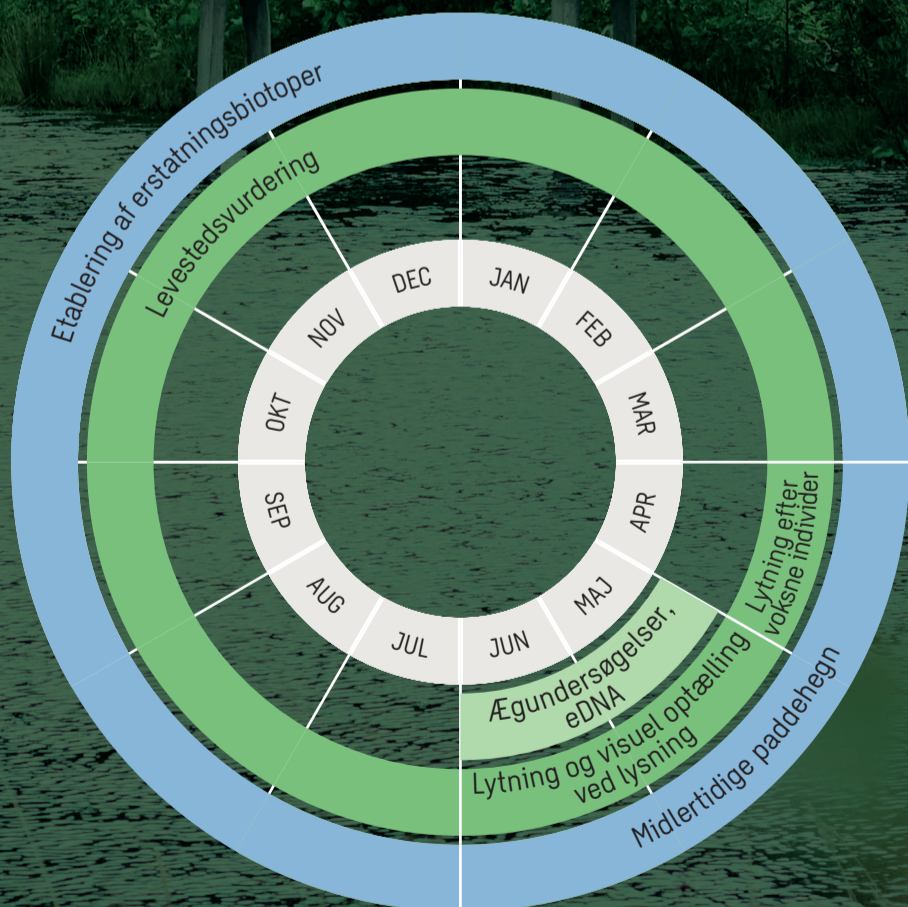 Etablering af erstatningsbiotoper
Levestedsvurdering
JAN
FEB
MAR
APR
MAJ
JUN
JUL
AUG
SEP
OKT
NOV
DEC
Lytning efter
voksne individer
Ægundersøgelser,
eDNA
Lytning og visuel optælling
ved lysning
Midlertidige paddehegn